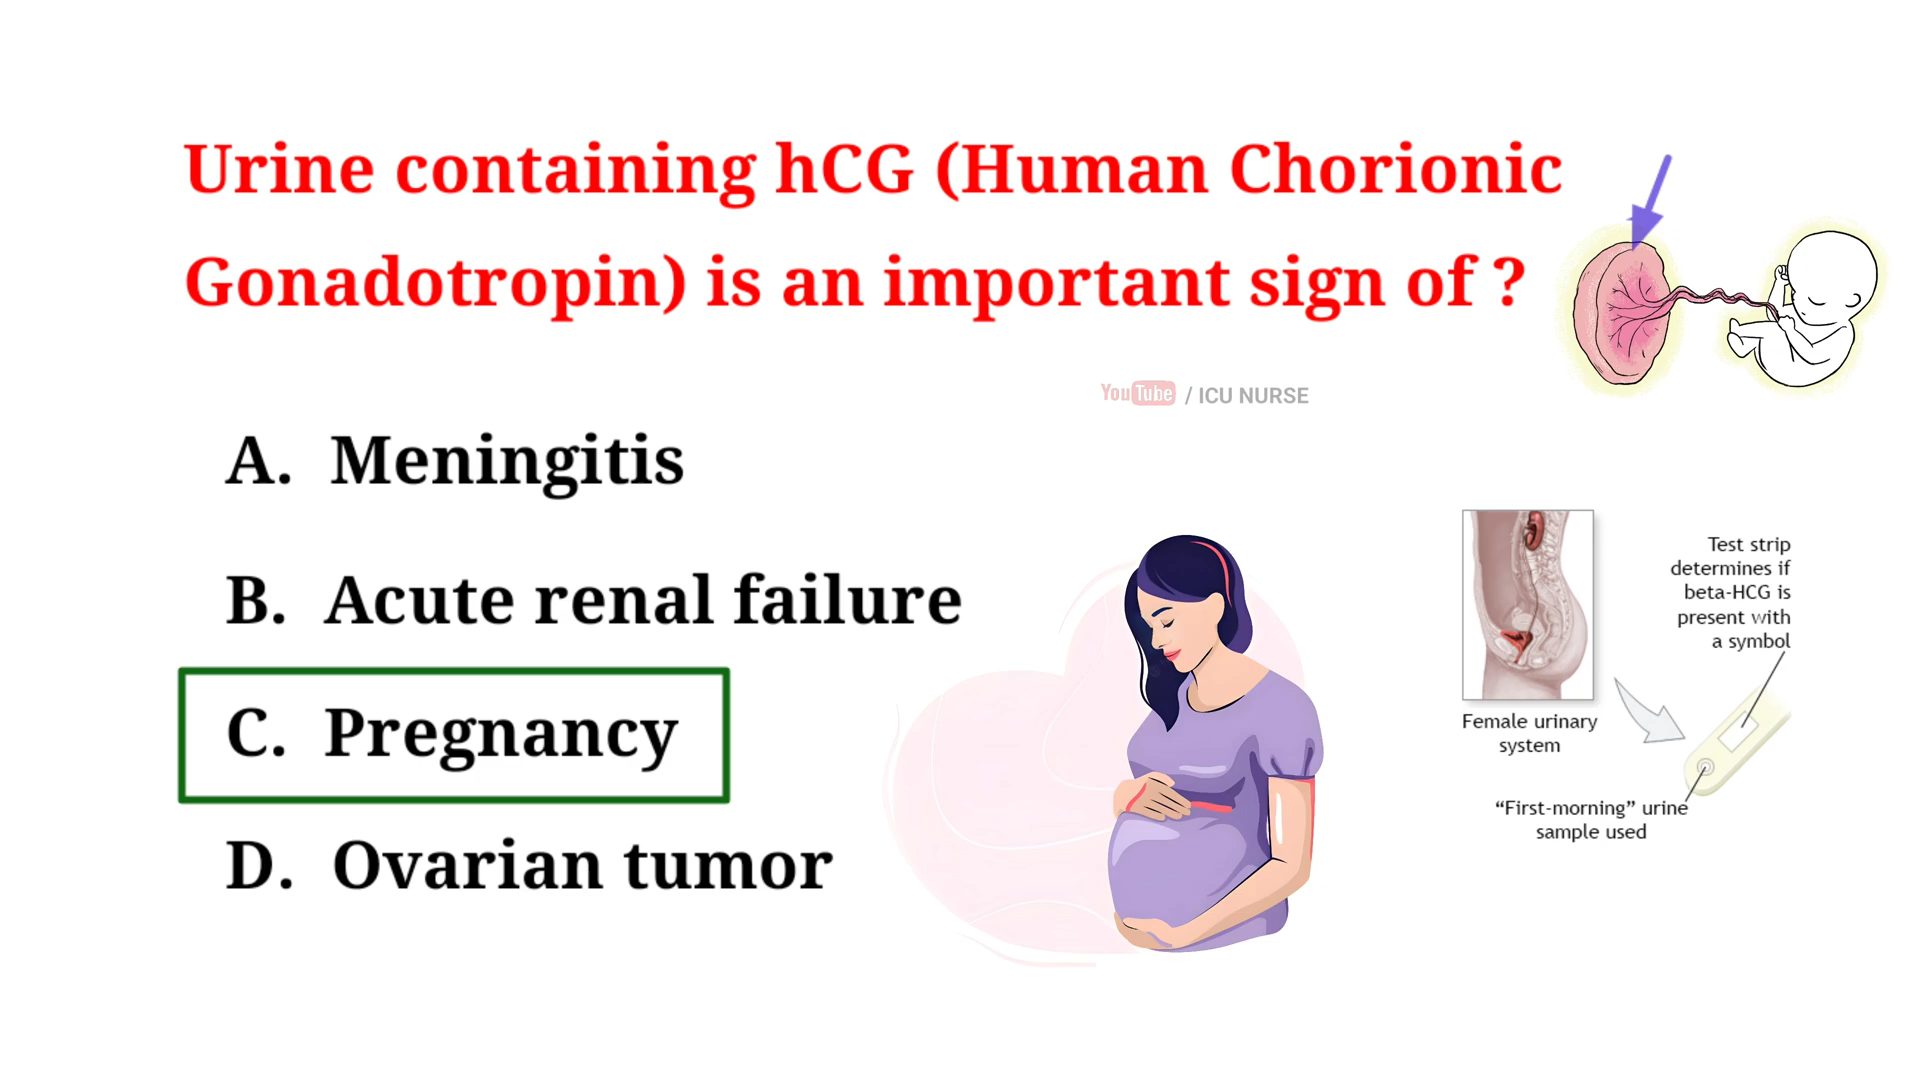 Urine containing hCG (Human Chorionic
Gonadotropin) is an important sign of ?
YouTube / ICU NURSE
A. Meningitis
B. Acute renal failure
C. Pregnancy
D. Ovarian tumor
Test strip
determines if
beta-HCG is
present with
a symbol
Female urinary
system
“First-morning” urine
sample used